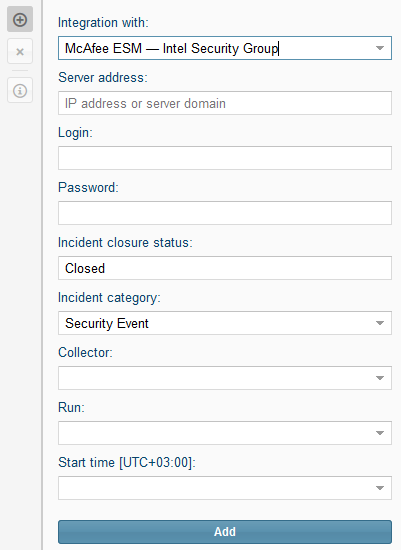 Integration with:
McAfee ESM — Intel Security Group
Server address:
IP address or server domain
Login:
Password:
Incident closure status:
Closed
Incident category:
Security Event
Collector:
Run:
Start time [UTC+03:00]:
Add